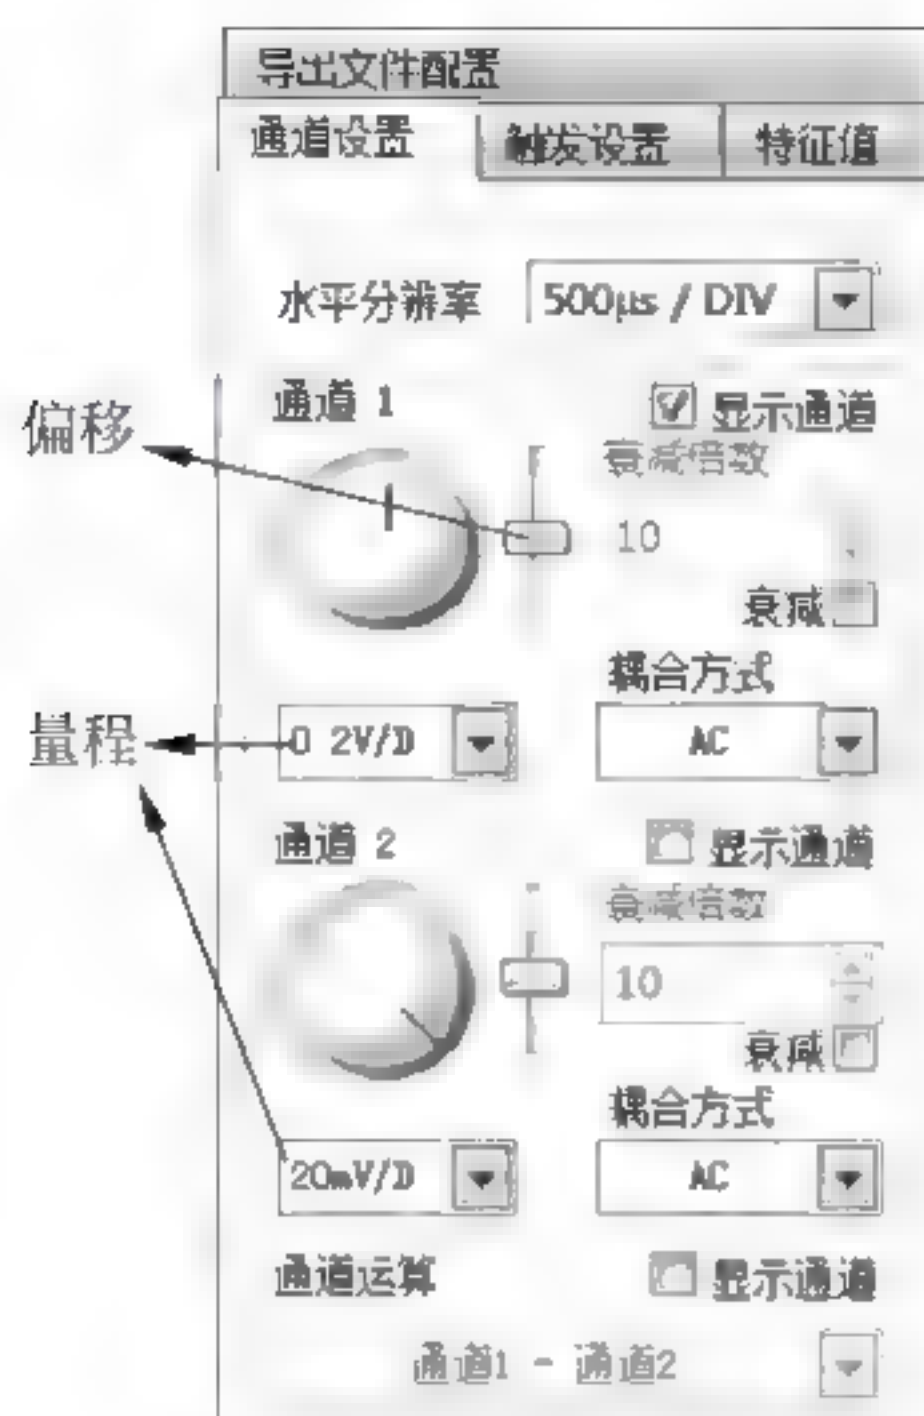 导出文件配置
通道设置 触发设置 特征值
水平分辨率 500μs / DIV
通道 1 显示通道
偏移
衰减倍数
10
衰减
耦合方式
量程
0 2V/D AC
通道 2 显示通道
衰减倍数
10
衰减
耦合方式
20mV/D AC
通道运算 显示通道
通道1 - 通道2